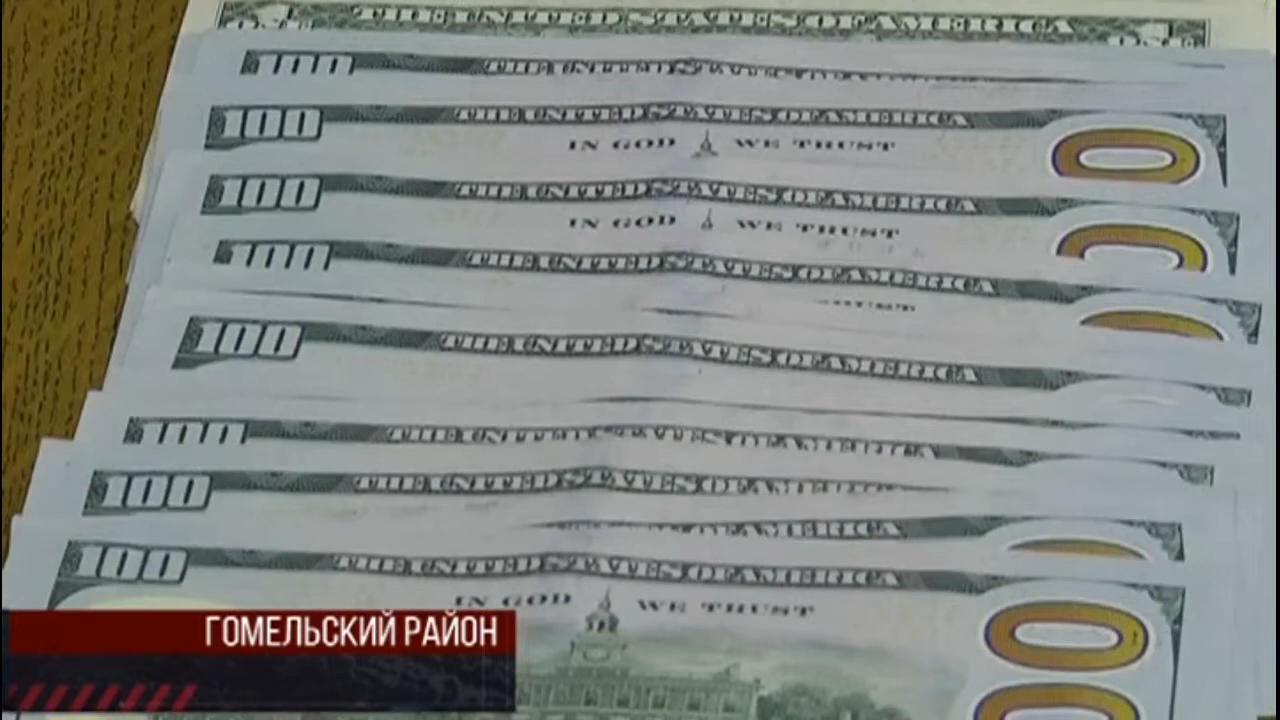 THE UNITED STATES OF AMERICA
ONE
100 THE UNITED STATES
100 THE UNITED STATES OF AMERICA
IN GOD WE TRUST
100 THE UNITED STATES OF AMERICA
IN GOD WE TRUST
100 THE UNITED STATES OF AMERICA
100 THE UNITED STATES OF AMERICA
100 THE UNITED STATES OF AMERICA
100 THE UNITED STATES OF AMERICA
OF AMERICA
100 THE UNITED STATES OF AMERICA
IN GOD WE TRUST
ГОМЕЛЬСКИЙ РАЙОН